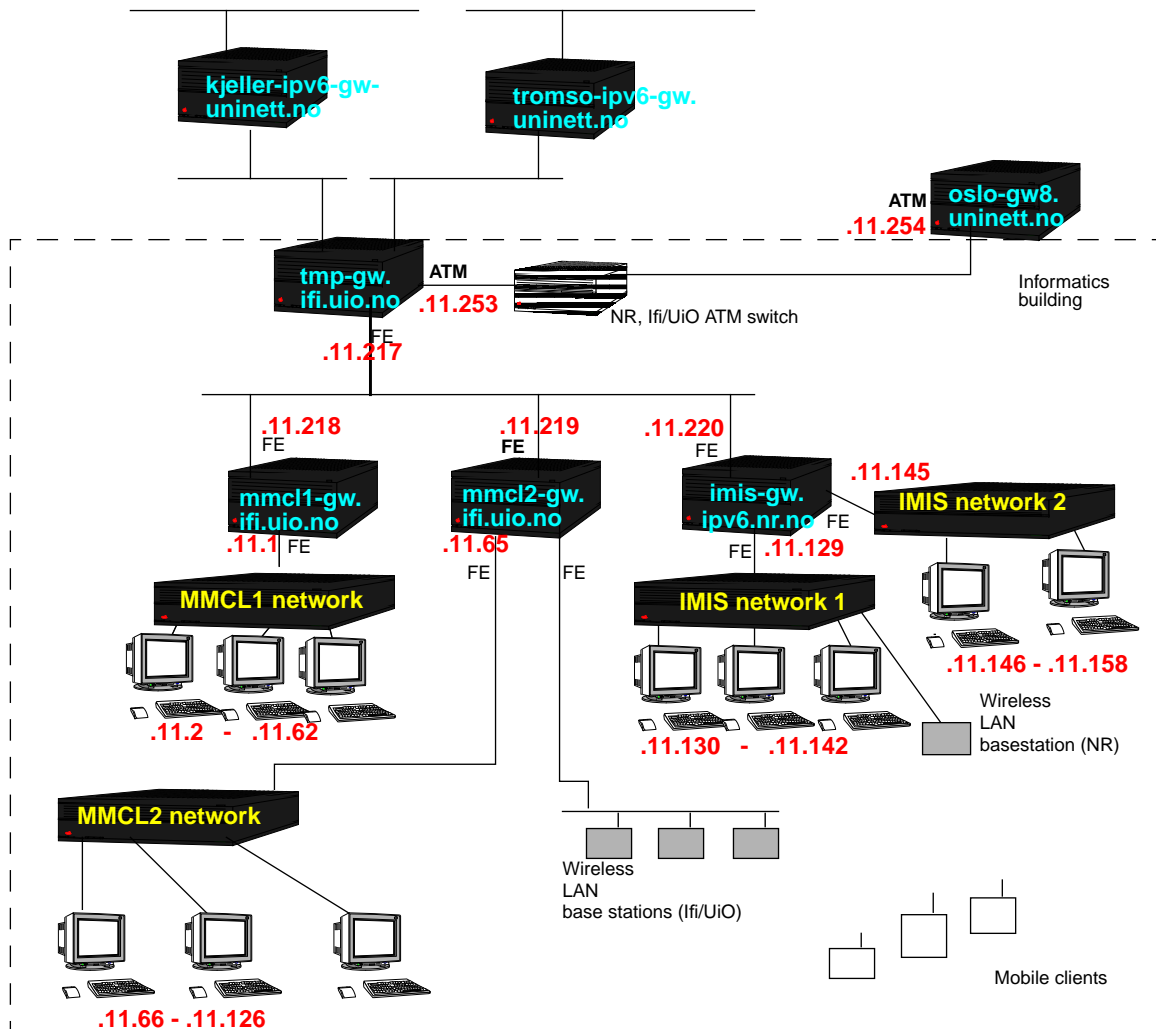 kjeller-ipv6-gw-
uninett.no
tromso-ipv6-gw.
uninett.no
oslo-gw8.
uninett.no
ATM
.11.254
tmp-gw.
ifi.uio.no
ATM
.11.253
NR, Ifi/UiO ATM switch
Informatics
building
FE
.11.217
.11.218
FE
.11.219
FE
.11.220
FE
mmcl1-gw.
ifi.uio.no
.11.1
FE
mmcl2-gw.
ifi.uio.no
.11.65
FE
FE
imis-gw.
ipv6.nr.no
.11.145
FE
FE
.11.129
IMIS network 2
MMCL1 network
IMIS network 1
.11.146 - .11.158
.11.2 - .11.62
.11.130 - .11.142
Wireless
LAN
basestation (NR)
MMCL2 network
Wireless
LAN
base stations (Ifi/UiO)
Mobile clients
.11.66 - .11.126